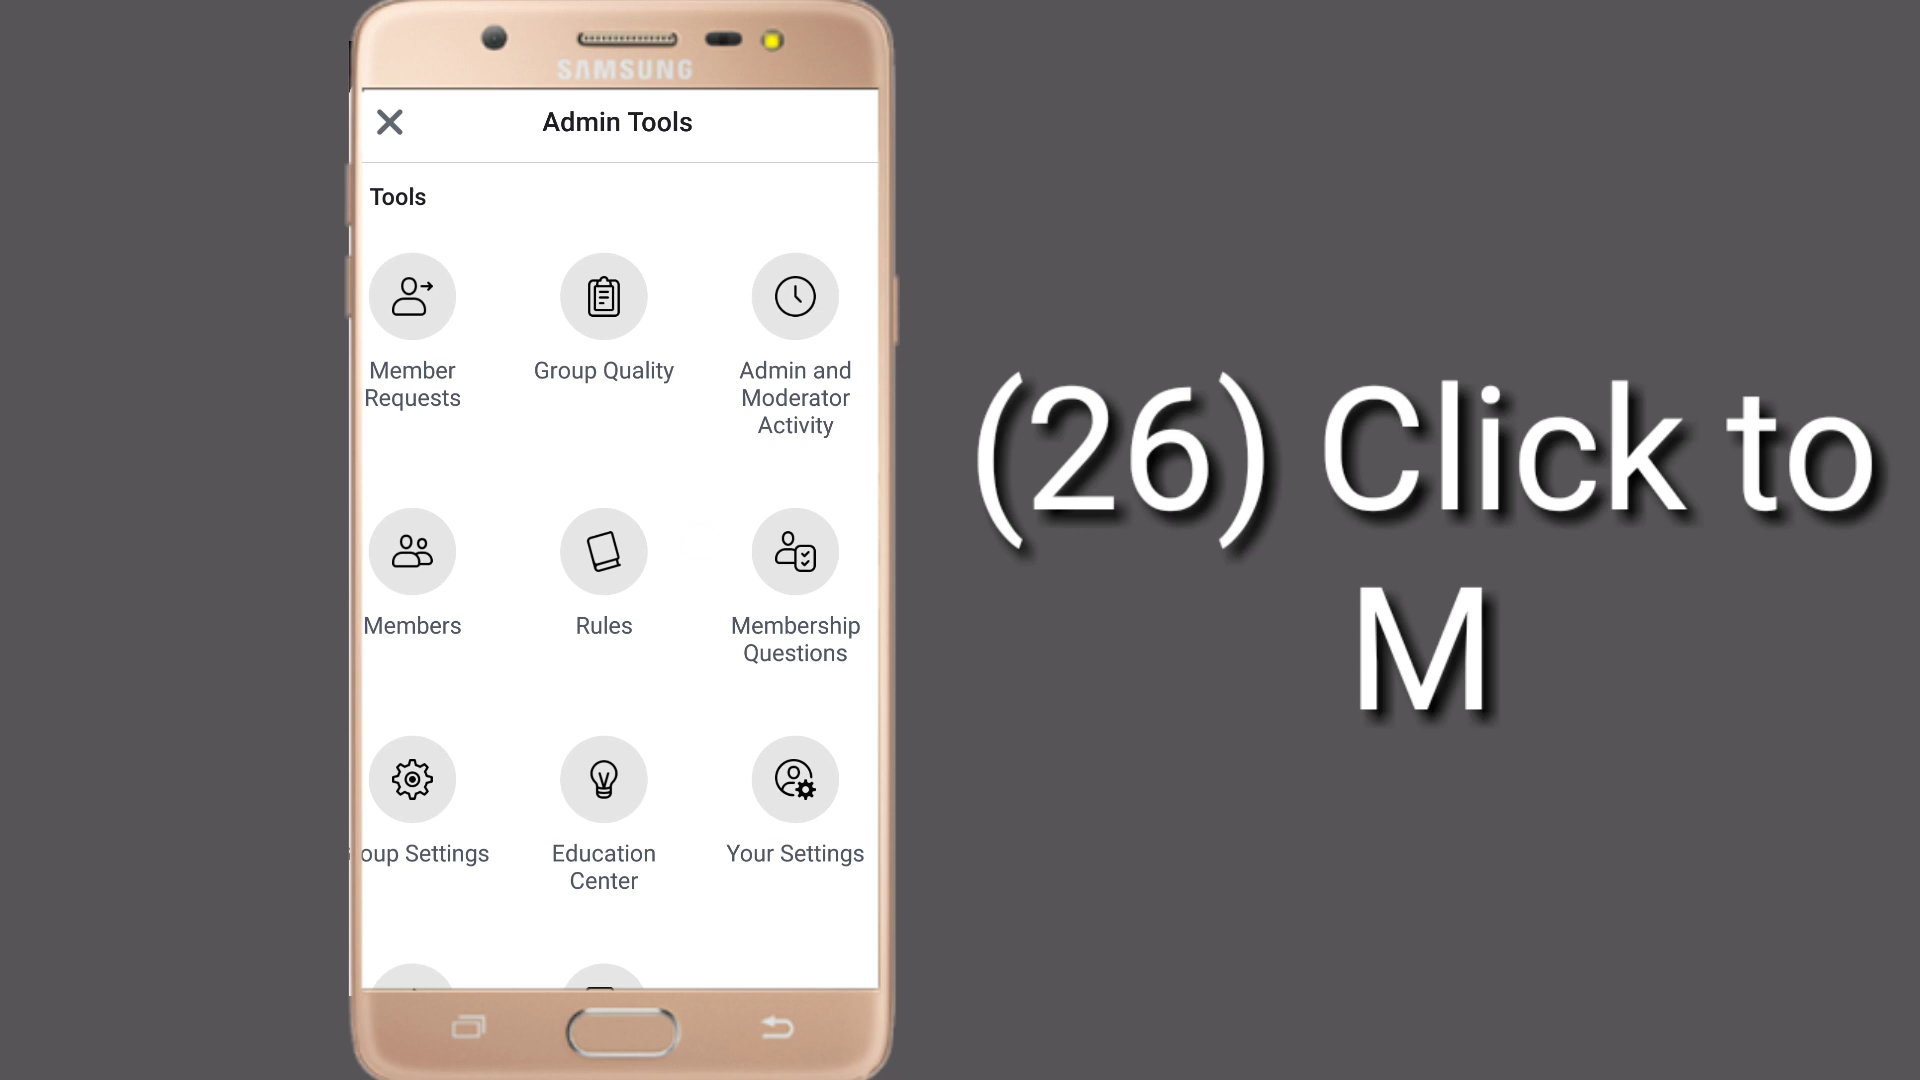 SAMSUNG
Admin Tools
Tools
Member
Requests
Group Quality
Admin and
Moderator
Activity
Members
Rules
Membership
Questions
oup Settings
Education
Center
Your Settings
(26) Click to
M